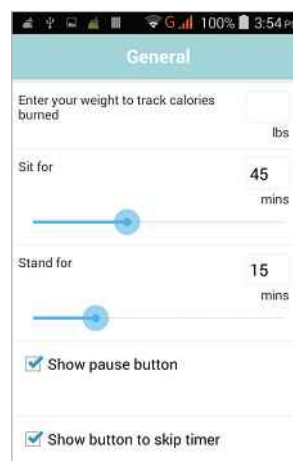 G 100% 3:54 P
General
Enter your weight to track calories
burned
lbs
Sit for
45
mins
Stand for
15
mins
Show pause button
Show button to skip timer